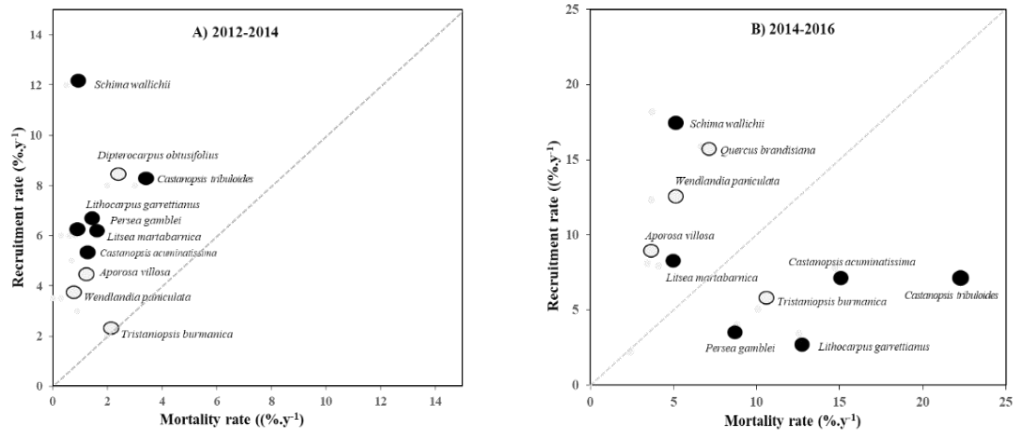 A) 2012-2014
14
12
10
8
6
4
2
0
Recruitment rate (%.y-1)
Schima wallichii
Dipterocarpus obtusifolius
Castanopsis tribuloides
Lithocarpus garrettianus
Persea gamblei
Litsea martabarnica
Castanopsis acuminatissima
Aporosa villosa
Wendlandia paniculata
Tristaniopsis burmanica
0 2 4 6 8 10 12 14
Mortality rate ((%.y-1)
B) 2014-2016
25
20
15
10
5
0
Recruitment rate ((%.y-1)
Schima wallichii
Quercus brandisiana
Wendlandia paniculata
Aporosa villosa
Litsea martabarnica
Castanopsis acuminatissima
Castanopsis tribuloides
Tristaniopsis burmanica
Persea gamblei
Lithocarpus garrettianus
0 5 10 15 20 25
Mortality rate (%.y-1)